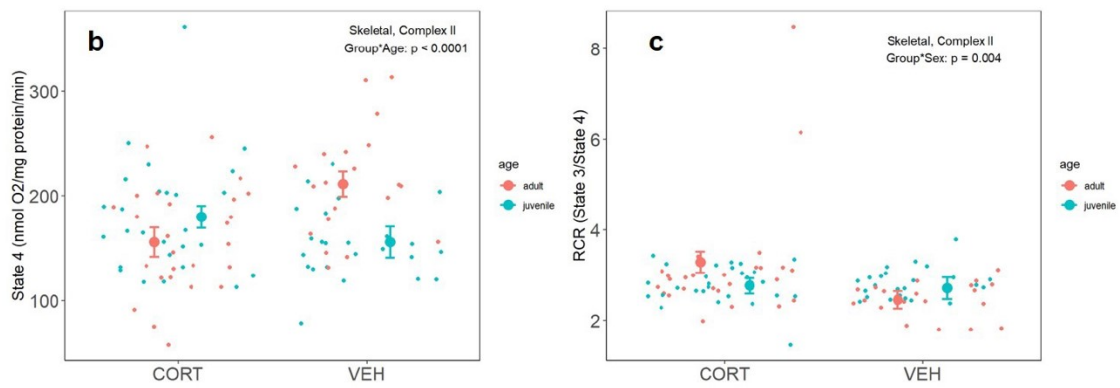 b
Skeletal, Complex II
Group*Age: p < 0.0001
State 4 (nmol O2/mg protein/min)
300
200
100
CORT
VEH
age
adult
juvenile
c
Skeletal, Complex II
Group*Sex: p = 0.004
RCR (State 3/State 4)
8
6
4
2
CORT
VEH
age
adult
juvenile